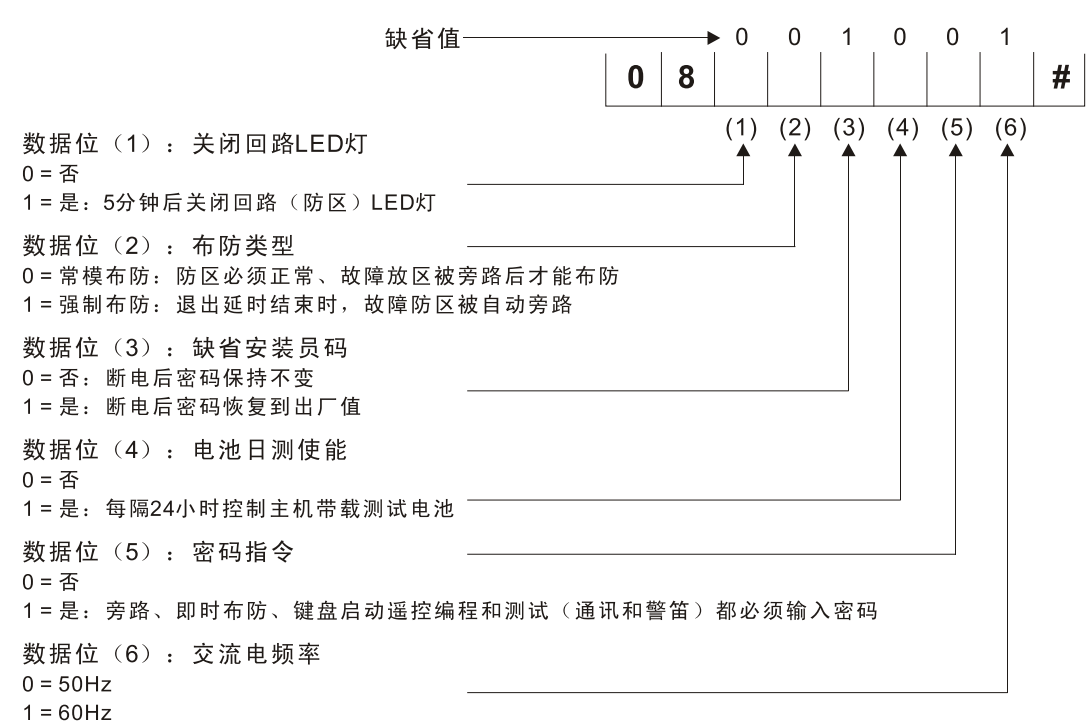 缺省值 0 0 1 0 0 1
0 8 #
(1) (2) (3) (4) (5) (6)
数据位（1）：关闭回路LED灯
0 = 否
1 = 是：5分钟后关闭回路（防区）LED灯
数据位（2）：布防类型
0 = 常模布防：防区必须正常、故障放区被旁路后才能布防
1 = 强制布防：退出延时结束时，故障防区被自动旁路
数据位（3）：缺省安装员码
0 = 否：断电后密码保持不变
1 = 是：断电后密码恢复到出厂值
数据位（4）：电池日测使能
0 = 否
1 = 是：每隔24小时控制主机带载测试电池
数据位（5）：密码指令
0 = 否
1 = 是：旁路、即时布防、键盘启动遥控编程和测试（通讯和警笛）都必须输入密码
数据位（6）：交流电频率
0 = 50Hz
1 = 60Hz